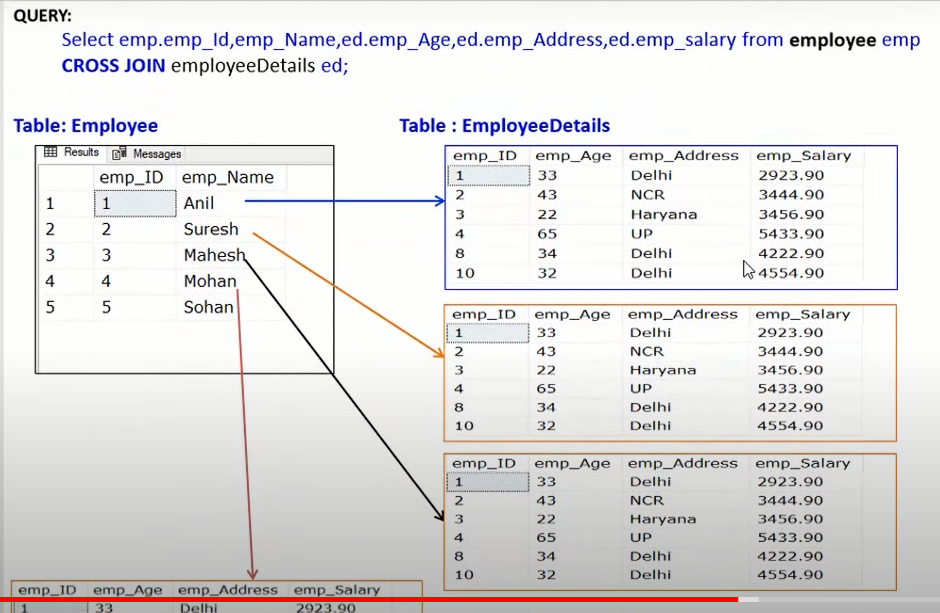 QUERY:
Select emp.emp_Id,emp_Name,ed.emp_Age,ed.emp_Address,ed.emp_salary from employee emp
CROSS JOIN employeeDetails ed;
Table: Employee
Results Messages
emp_ID emp_Name
1 1 Anil
2 2 Suresh
3 3 Mahesh
4 4 Mohan
5 5 Sohan
Table : EmployeeDetails
emp_ID emp_Age emp_Address emp_Salary
1 33 Delhi 2923.90
2 43 NCR 3444.90
3 22 Haryana 3456.90
4 65 UP 5433.90
8 34 Delhi 4222.90
10 32 Delhi 4554.90
emp_ID emp_Age emp_Address emp_Salary
1 33 Delhi 2923.90
2 43 NCR 3444.90
3 22 Haryana 3456.90
4 65 UP 5433.90
8 34 Delhi 4222.90
10 32 Delhi 4554.90
emp_ID emp_Age emp_Address emp_Salary
1 33 Delhi 2923.90
2 43 NCR 3444.90
3 22 Haryana 3456.90
4 65 UP 5433.90
8 34 Delhi 4222.90
10 32 Delhi 4554.90
emp_ID emp_Age emp_Address emp_Salary
1 33 Delhi 2923.90